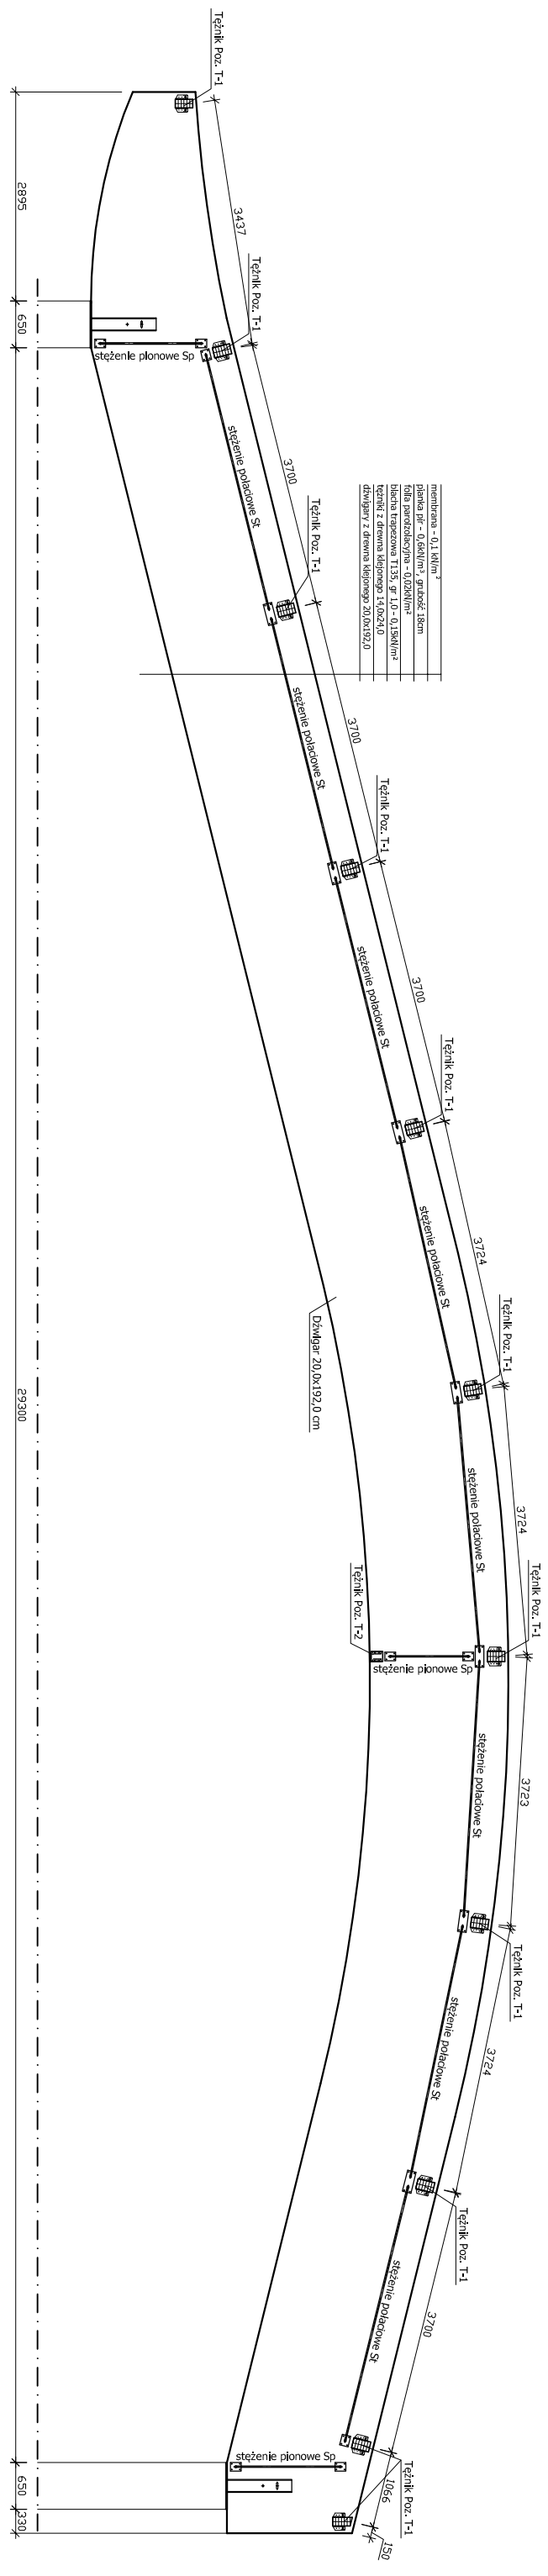 Tężnik Poz. T-1
3437
Tężnik Poz. T-1
3700
Tężnik Poz. T-1
3700
Tężnik Poz. T-1
3700
Tężnik Poz. T-1
3724
Tężnik Poz. T-1
3724
Tężnik Poz. T-1
3723
Tężnik Poz. T-1
3724
Tężnik Poz. T-1
3700
Tężnik Poz. T-1
1066
150
membrana - 0,1 kN/m²
pianka pir - 0,6kN/m³, grubość 18cm
folia paroizolacyjna - 0,02kN/m²
blacha trapezowa T135, gr 1,0 - 0,15kN/m²
tężniki z drewna klejonego 14,0x24,0
dźwigary z drewna klejonego 20,0x192,0
stężenie pionowe Sp
stężenie połaciowe St
stężenie połaciowe St
stężenie połaciowe St
stężenie połaciowe St
stężenie połaciowe St
stężenie połaciowe St
stężenie połaciowe St
stężenie połaciowe St
stężenie pionowe Sp
stężenie pionowe Sp
Dźwigar 20,0x192,0 cm
Tężnik Poz. T-2
2895
650
29300
650
330